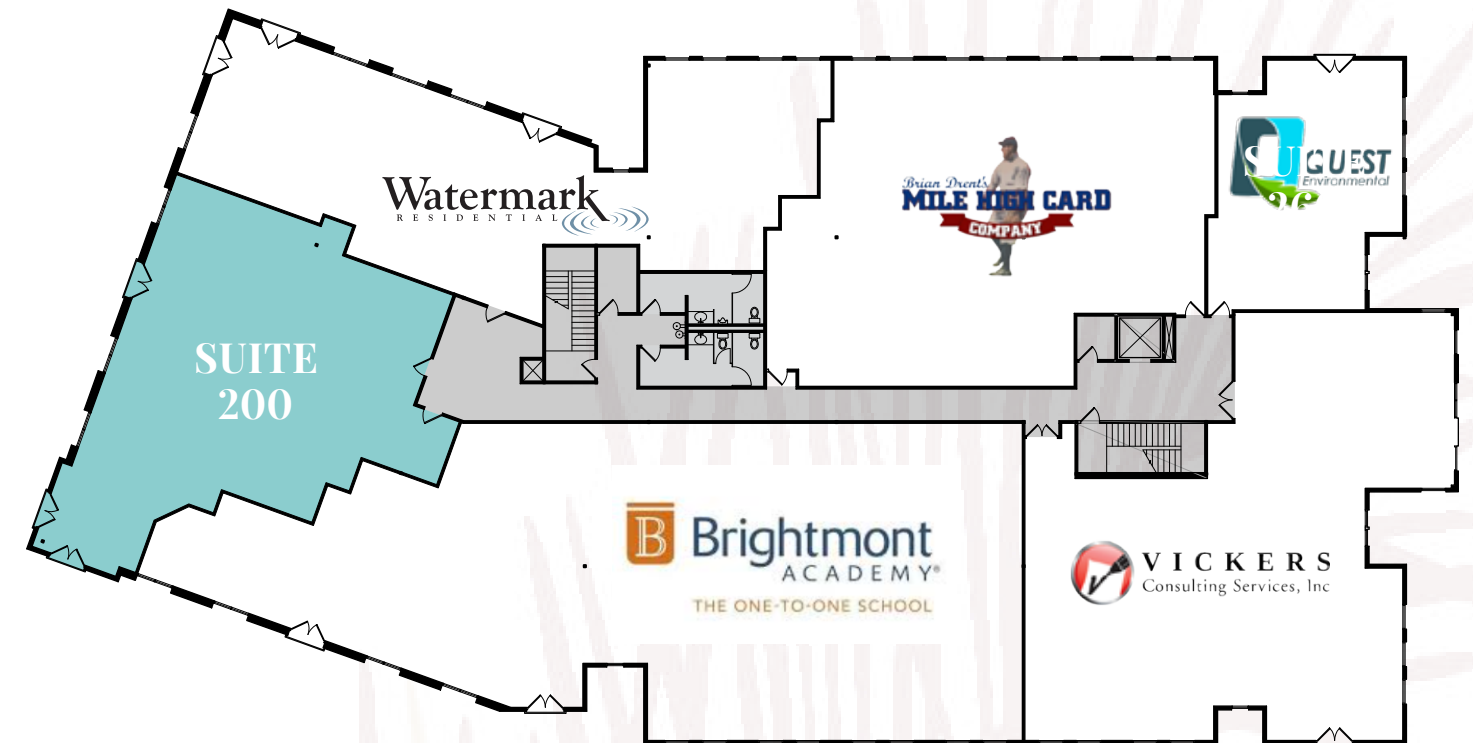 Watermark
RESIDENTIAL
Brian Drent's
MILE HIGH CARD
COMPANY
QUEST
Environmental
SUITE
200
B Brightmont
ACADEMY®
THE ONE-TO-ONE SCHOOL
VICKERS
Consulting Services, Inc